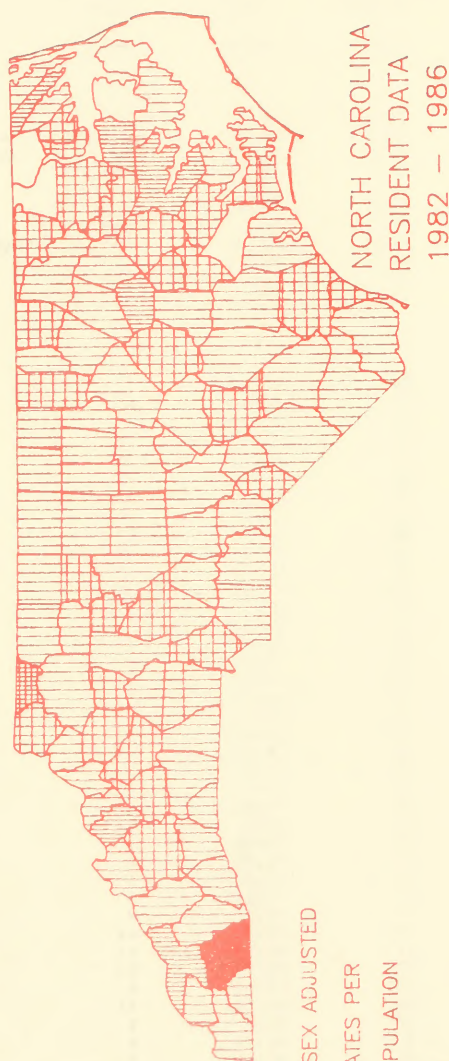 NORTH CAROLINA
RESIDENT DATA
1982 – 1986
SEX ADJUSTED
ATES PER
PULATION